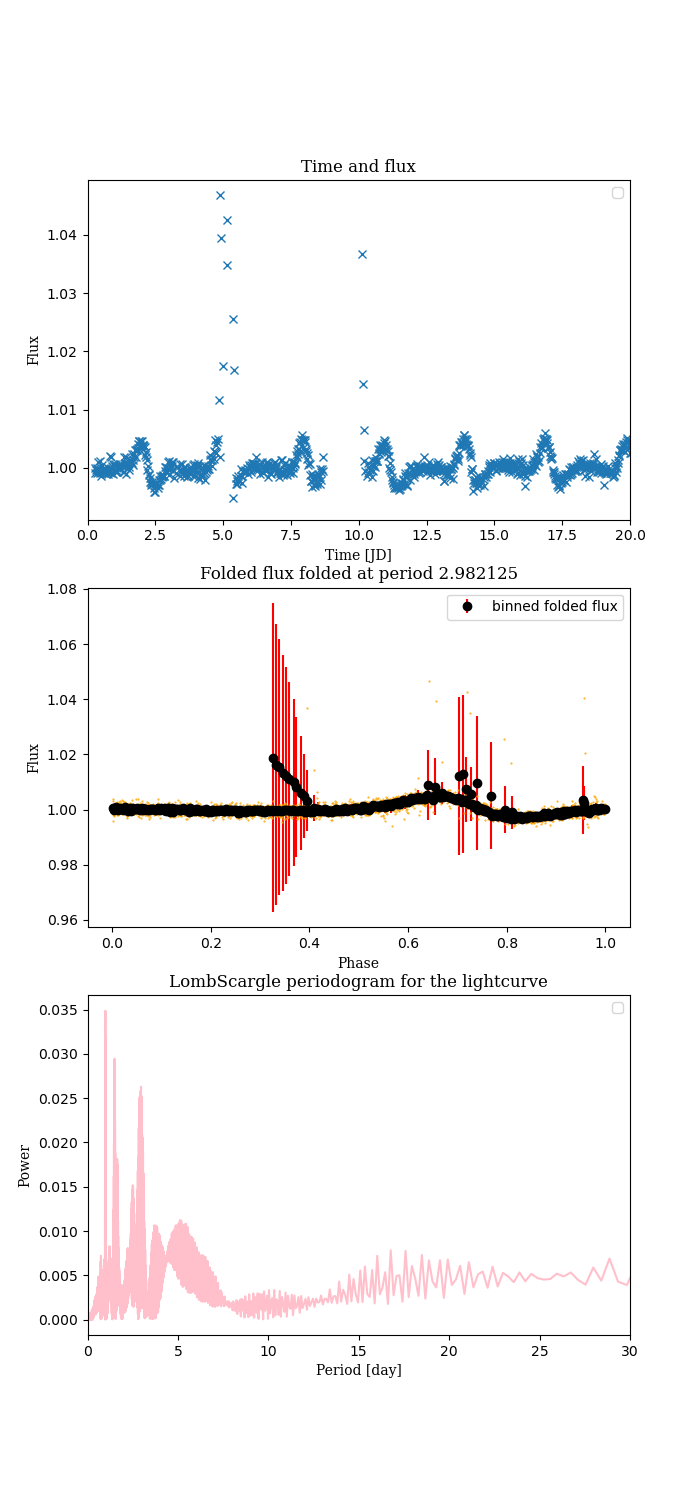 Time and flux
1.04
1.03
1.02
1.01
1.00
Flux
0.0 2.5 5.0 7.5 10.0 12.5 15.0 17.5 20.0
Time [JD]
Folded flux folded at period 2.982125
binned folded flux
1.08
1.06
1.04
1.02
1.00
0.98
0.96
Flux
0.0 0.2 0.4 0.6 0.8 1.0
Phase
LombScargle periodogram for the lightcurve
0.035
0.030
0.025
0.020
0.015
0.010
0.005
0.000
Power
0 5 10 15 20 25 30
Period [day]